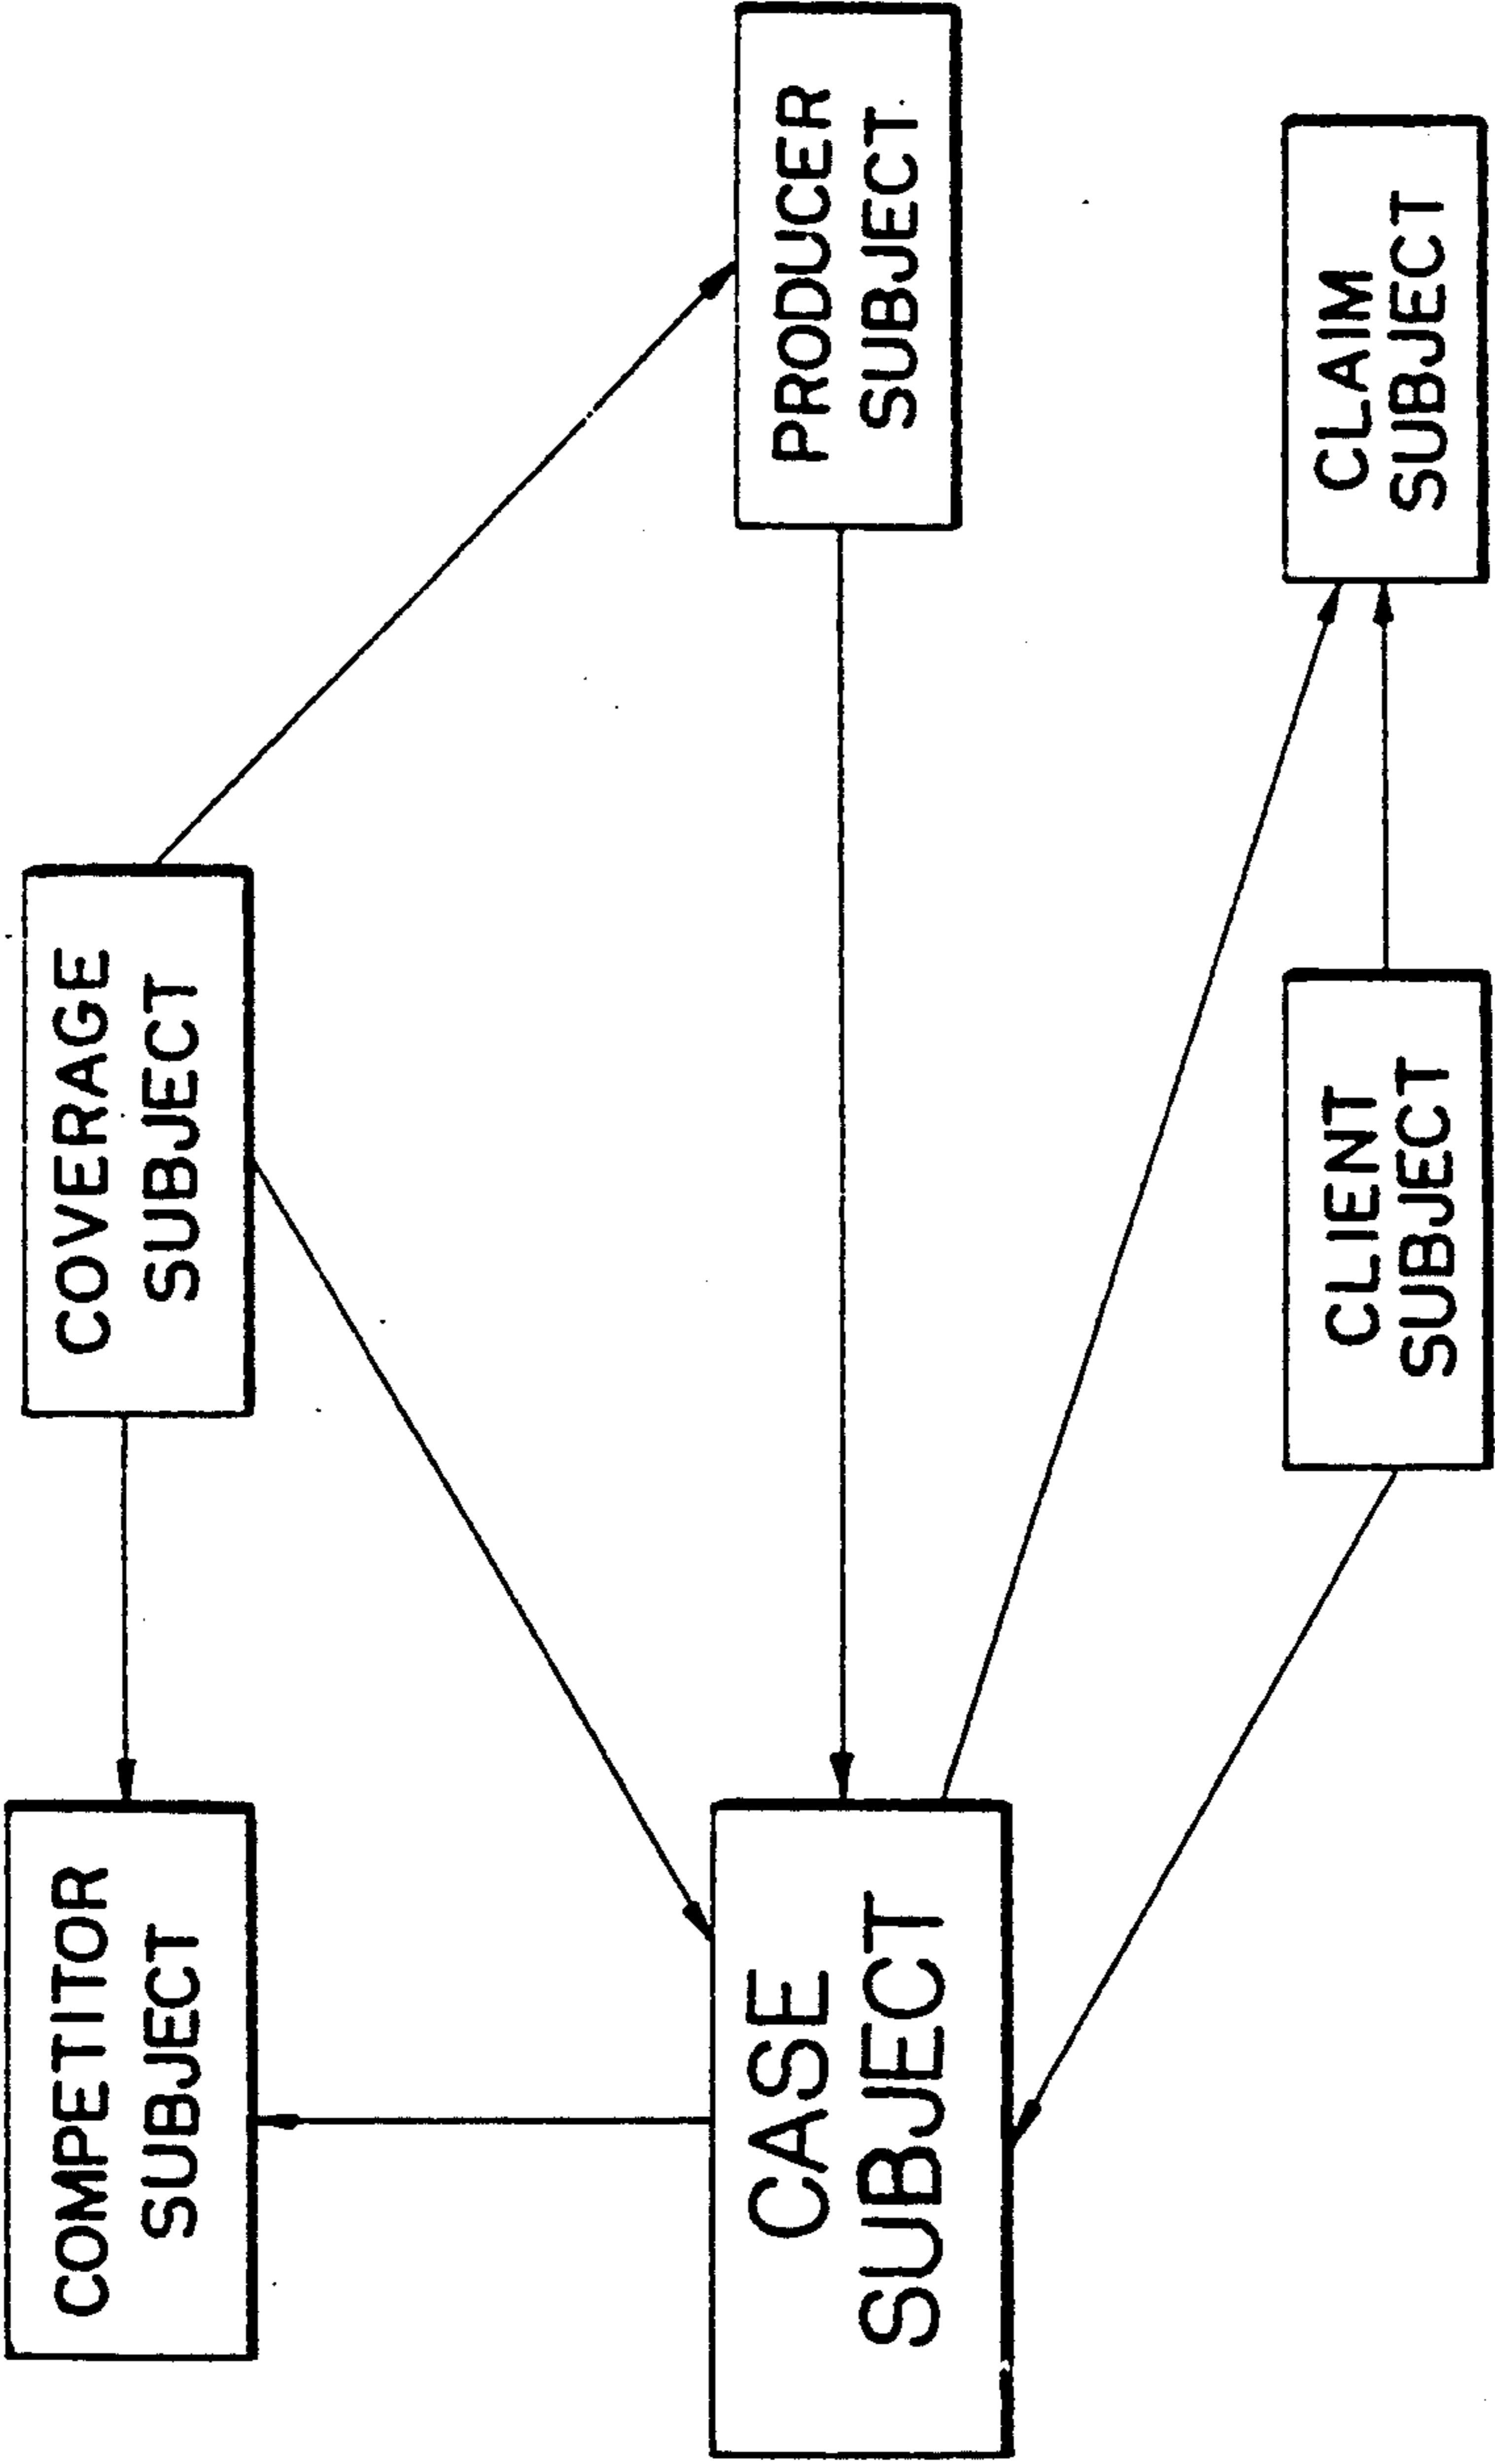 COMPETITOR
SUBJECT
COVERAGE
SUBJECT
CASE
SUBJECT
PRODUCER
SUBJECT
CLIENT
SUBJECT
CLAIM
SUBJECT